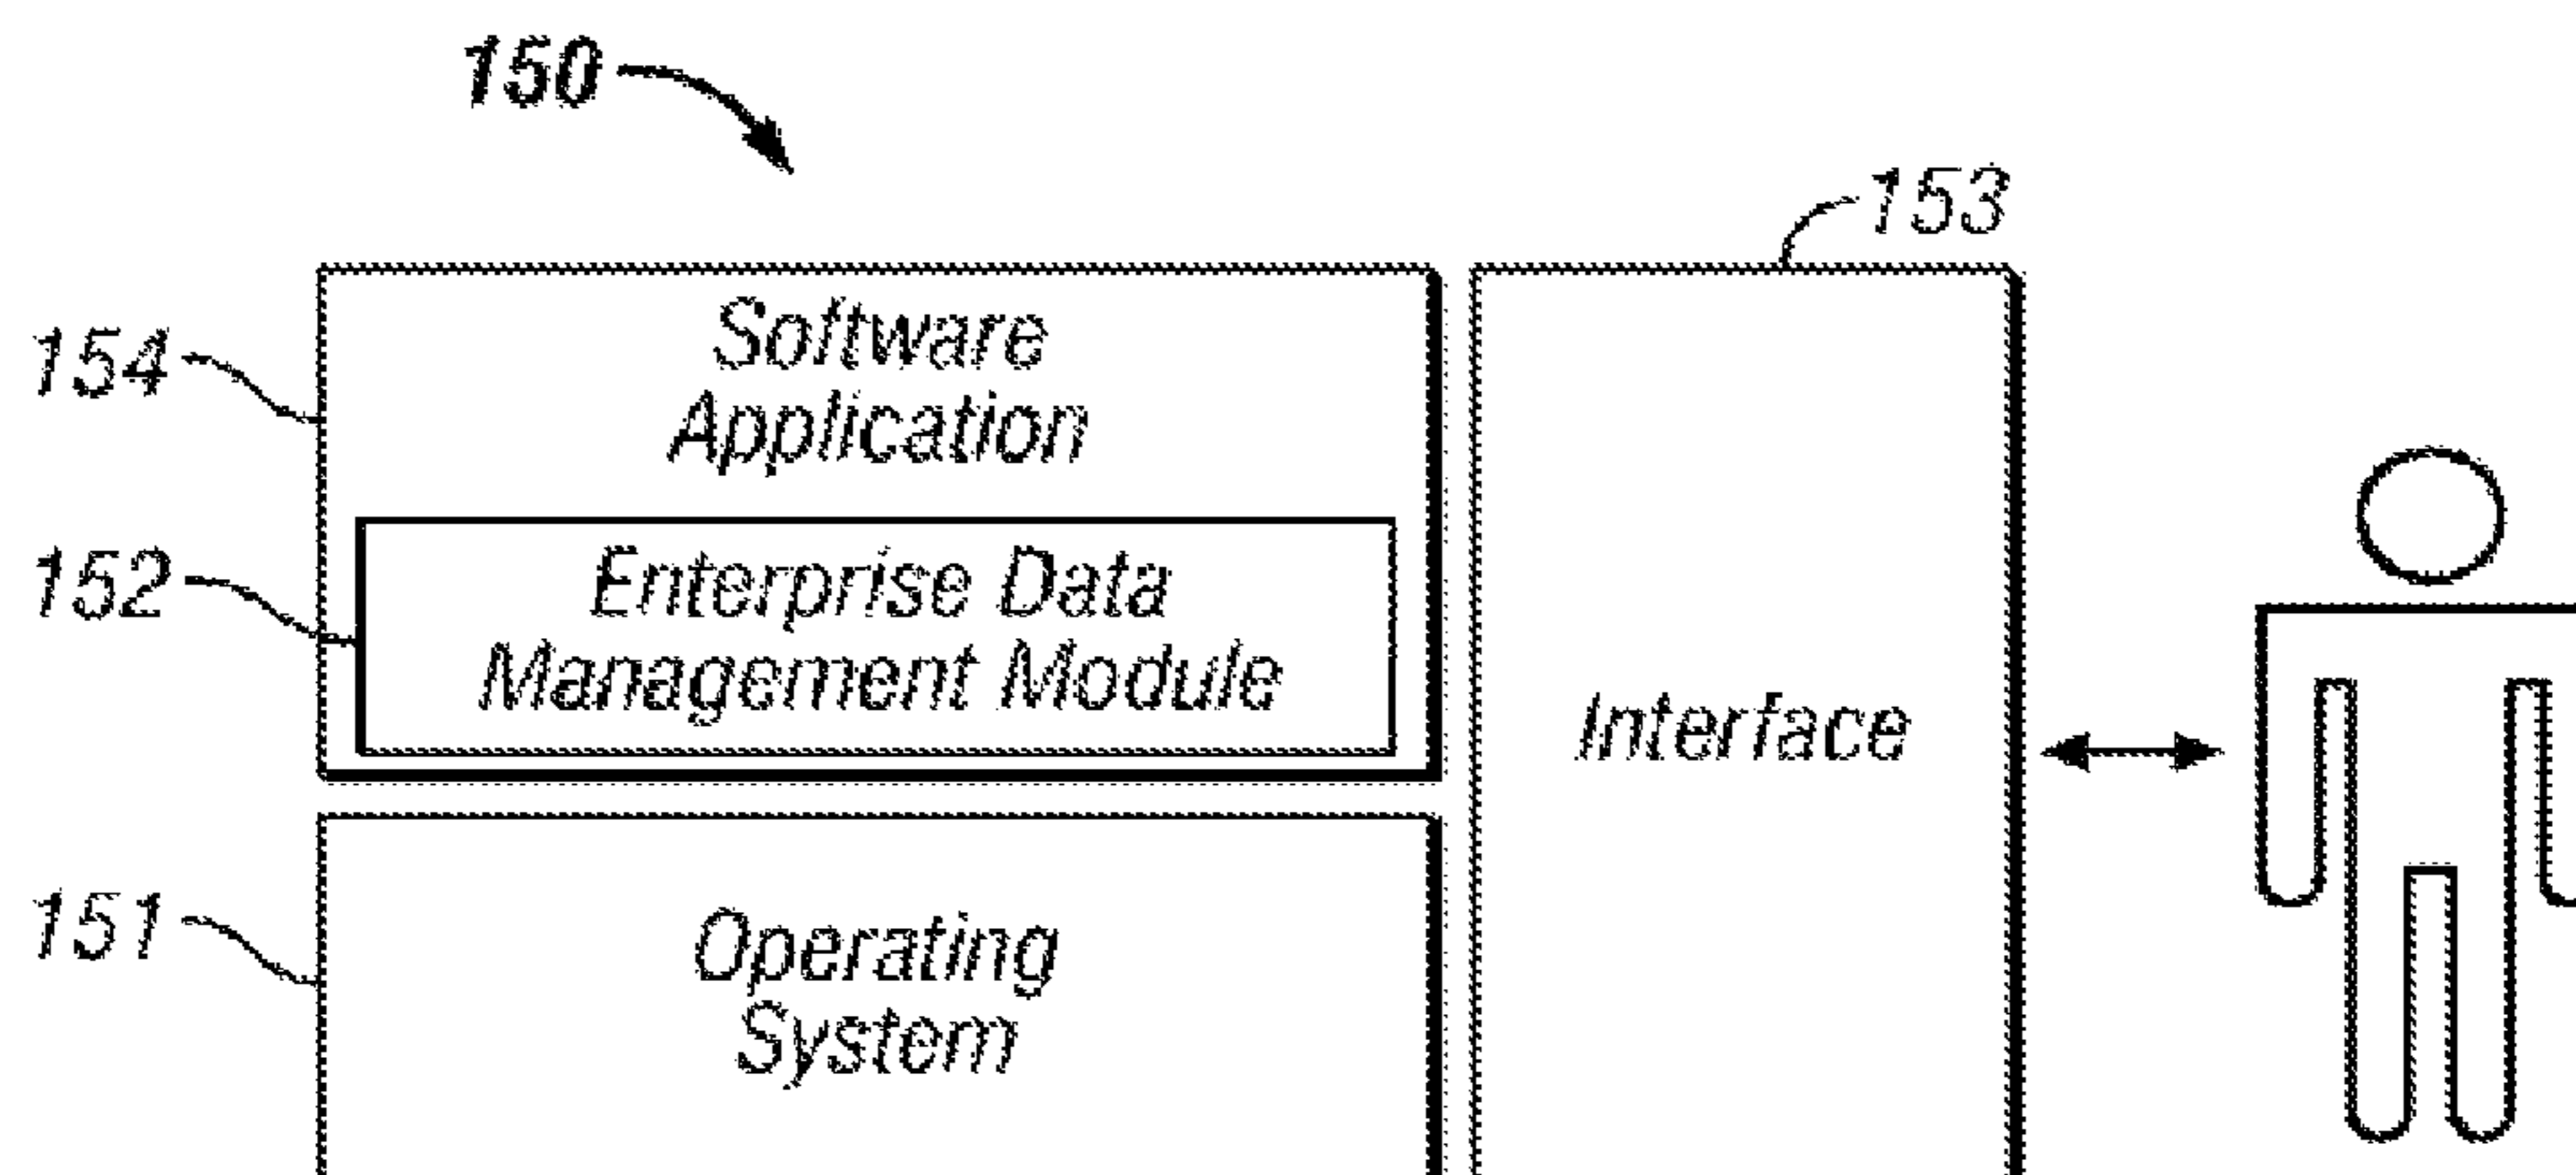 150
153
154
Software
Application
152
Enterprise Data
Management Module
Interface
151
Operating
System